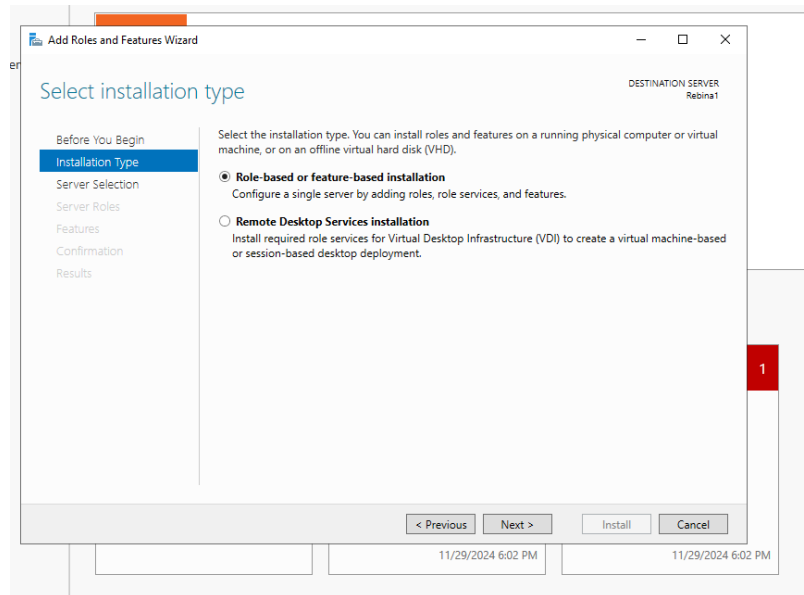 er
Add Roles and Features Wizard
Select installation type
DESTINATION SERVER
Rebina1
Before You Begin
Installation Type
Server Selection
Server Roles
Features
Confirmation
Results
Select the installation type. You can install roles and features on a running physical computer or virtual
machine, or on an offline virtual hard disk (VHD).
Role-based or feature-based installation
Configure a single server by adding roles, role services, and features.
Remote Desktop Services installation
Install required role services for Virtual Desktop Infrastructure (VDI) to create a virtual machine-based
or session-based desktop deployment.
1
< Previous
Next >
Install
Cancel
11/29/2024 6:02 PM
11/29/2024 6:02 PM